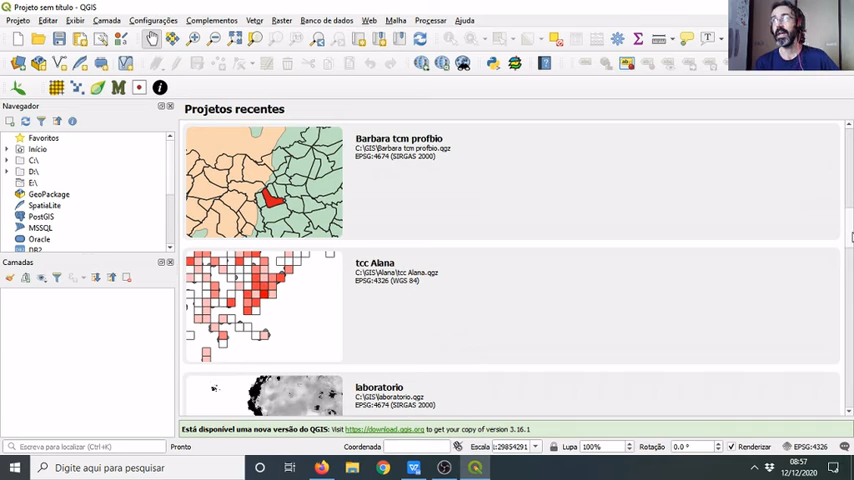 Projeto sem título - QGIS
Projeto Editar Exibir Camada Configurações Complementos Vetor Raster Banco de dados Web Malha Processar Ajuda
Navegador
Favoritos
Início
C:\
D:\
E:\
GeoPackage
SpatiaLite
PostGIS
MSSQL
Oracle
DB2
Camadas
Projetos recentes
Barbara tcm profbio
C:\GIS\Barbara tcm profbio.qgz
EPSG:4674 (SIRGAS 2000)
tcc Alana
C:\GIS\Alana\tcc Alana.qgz
EPSG:4326 (WGS 84)
laboratorio
C:\GIS\laboratorio.qgz
EPSG:4674 (SIRGAS 2000)
Está disponível uma nova versão do QGIS: Visit https://download.qgis.org to get your copy of version 3.16.1
Escreva para localizar (Ctrl+K) Pronto Coordenada Escala 1:29854291 Lupa 100% Rotação 0.0 ° Renderizar EPSG:4326
Digite aqui para pesquisar
08:57
12/12/2020